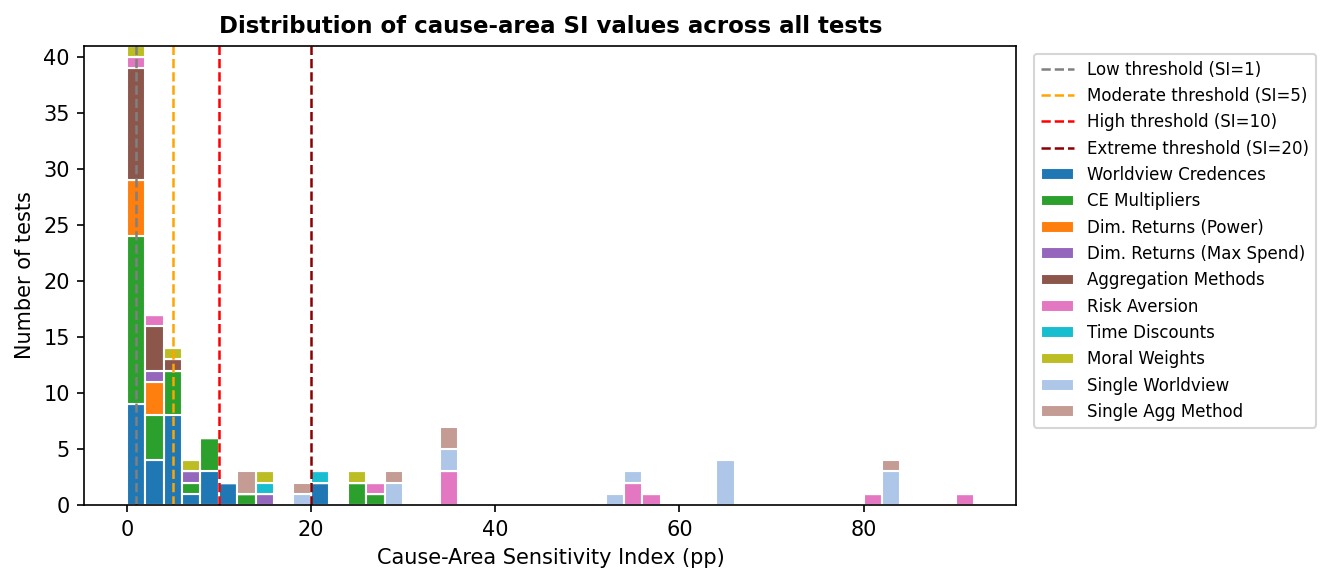 Distribution of cause-area SI values across all tests
Number of tests
40
35
30
25
20
15
10
5
0
0
20
40
60
80
Cause-Area Sensitivity Index (pp)
Low threshold (SI=1)
Moderate threshold (SI=5)
High threshold (SI=10)
Extreme threshold (SI=20)
Worldview Credences
CE Multipliers
Dim. Returns (Power)
Dim. Returns (Max Spend)
Aggregation Methods
Risk Aversion
Time Discounts
Moral Weights
Single Worldview
Single Agg Method